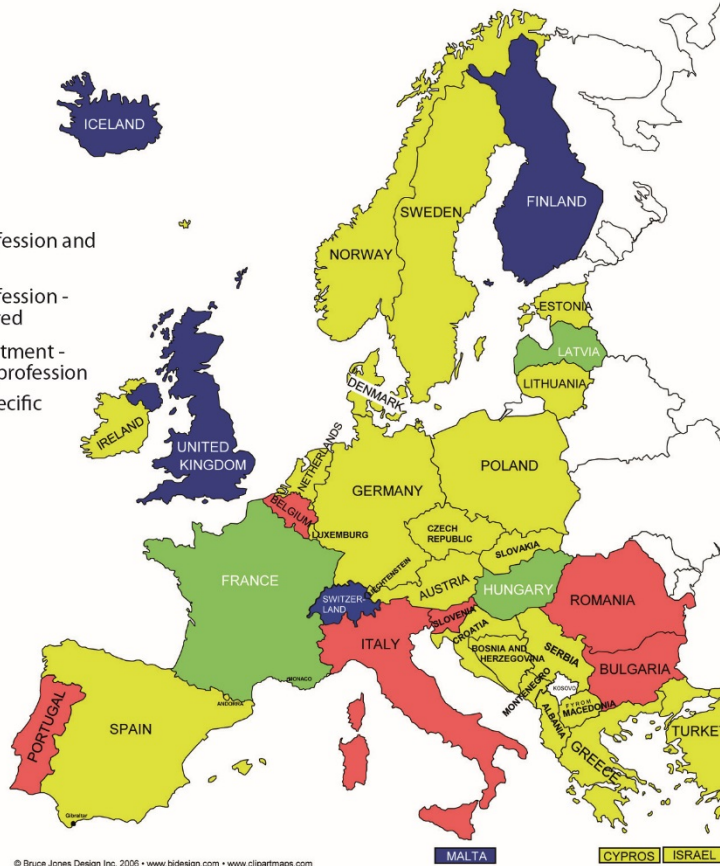 ICELAND
fession and
fession -
red
tment -
profession
ecific
NORWAY
SWEDEN
FINLAND
ESTONIA
LATVIA
LITHUANIA
DENMARK
IRELAND
UNITED
KINGDOM
NETHERLANDS
BELGIUM
LUXEMBURG
GERMANY
POLAND
CZECH
REPUBLIC
SLOVAKIA
LIECHTENSTEIN
AUSTRIA
HUNGARY
FRANCE
SWITZER-
LAND
ITALY
SLOVENIA
CROATIA
BOSNIA AND
HERZEGOVINA
SERBIA
ROMANIA
BULGARIA
MONTENEGRO
KOSOVO
FYROM
MACEDONIA
ALBANIA
GREECE
TURKE
MONACO
ANDORRA
PORTUGAL
SPAIN
Gibraltar
MALTA
CYPROS
ISRAEL
© Bruce Jones Design Inc. 2006 • www.bjdesign.com • www.clipartmaps.com